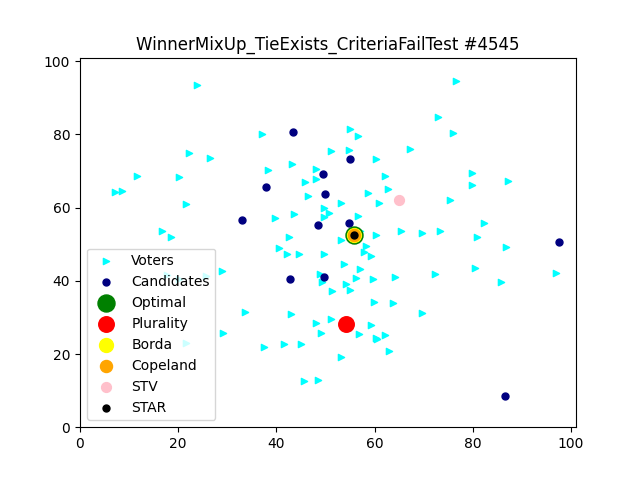 WinnerMixUp_TieExists_CriteriaFailTest #4545
100
80
60
40
20
0
Voters
Candidates
Optimal
Plurality
Borda
Copeland
STV
STAR
0 20 40 60 80 100